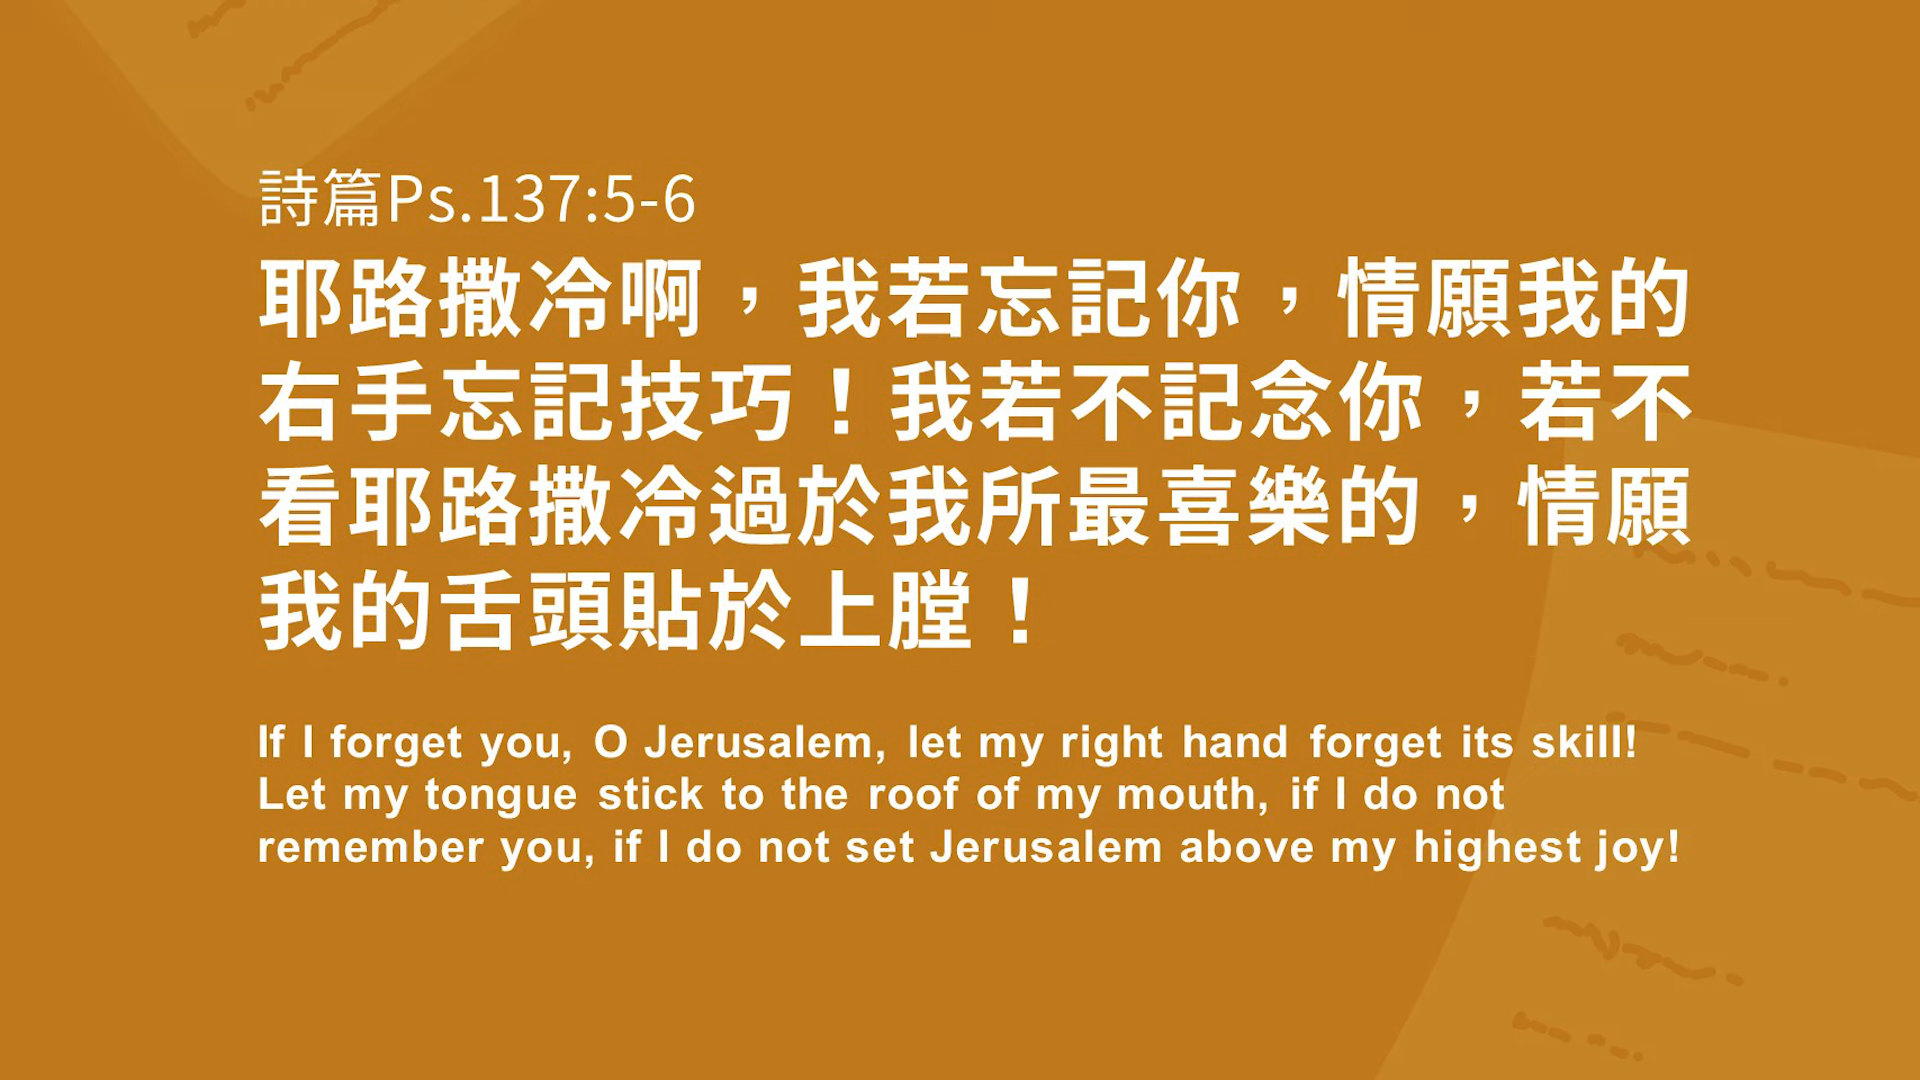 詩篇Ps.137:5-6
耶路撒冷啊，我若忘記你，情願我的
右手忘記技巧！我若不記念你，若不
看耶路撒冷過於我所最喜樂的，情願
我的舌頭貼於上膛！
If I forget you, O Jerusalem, let my right hand forget its skill!
Let my tongue stick to the roof of my mouth, if I do not
remember you, if I do not set Jerusalem above my highest joy!